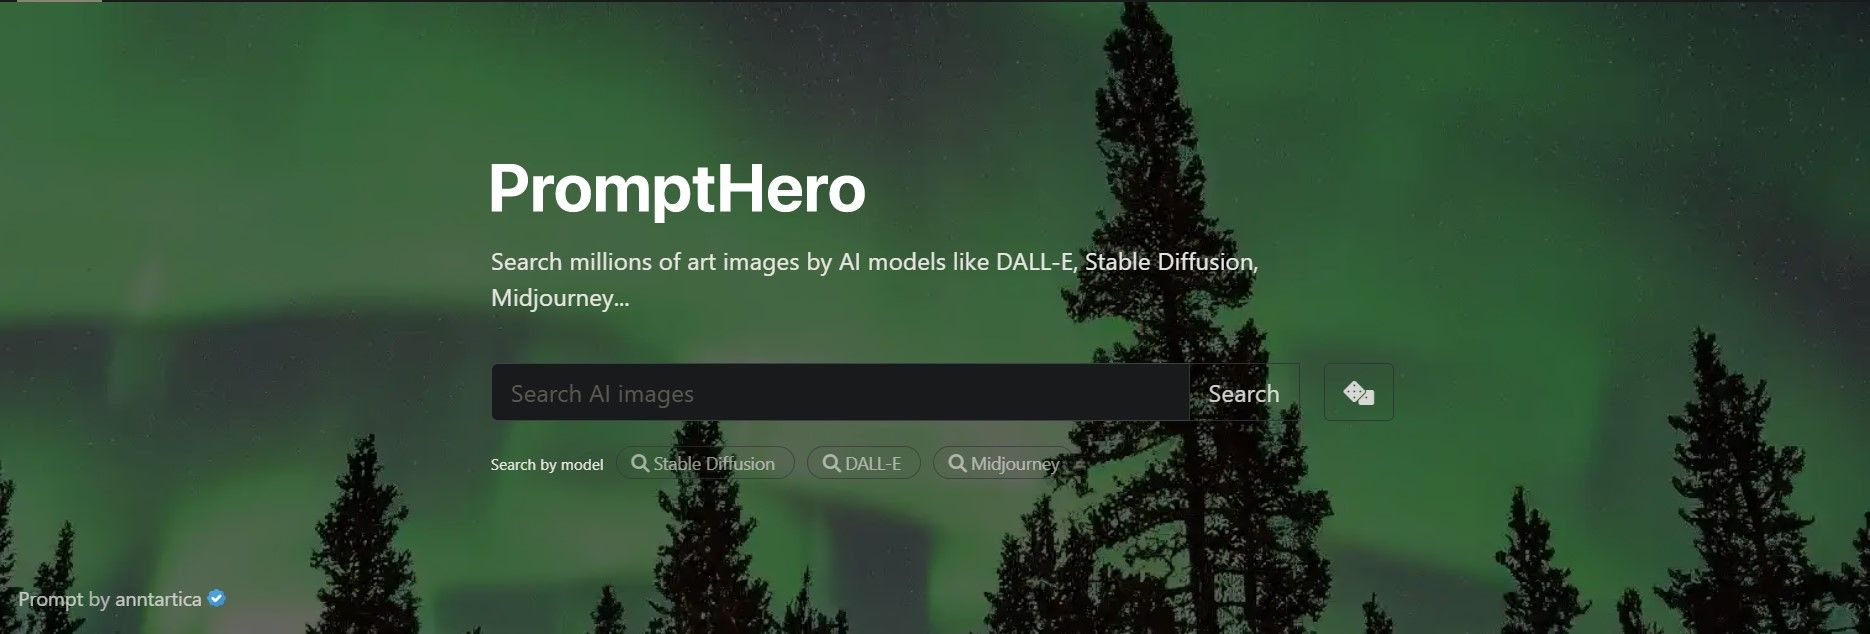 PromptHero
Search millions of art images by AI models like DALL-E, Stable Diffusion,
Midjourney...
Search AI images
Search
Search by model
Stable Diffusion
DALL-E
Midjourney
Prompt by anntartica